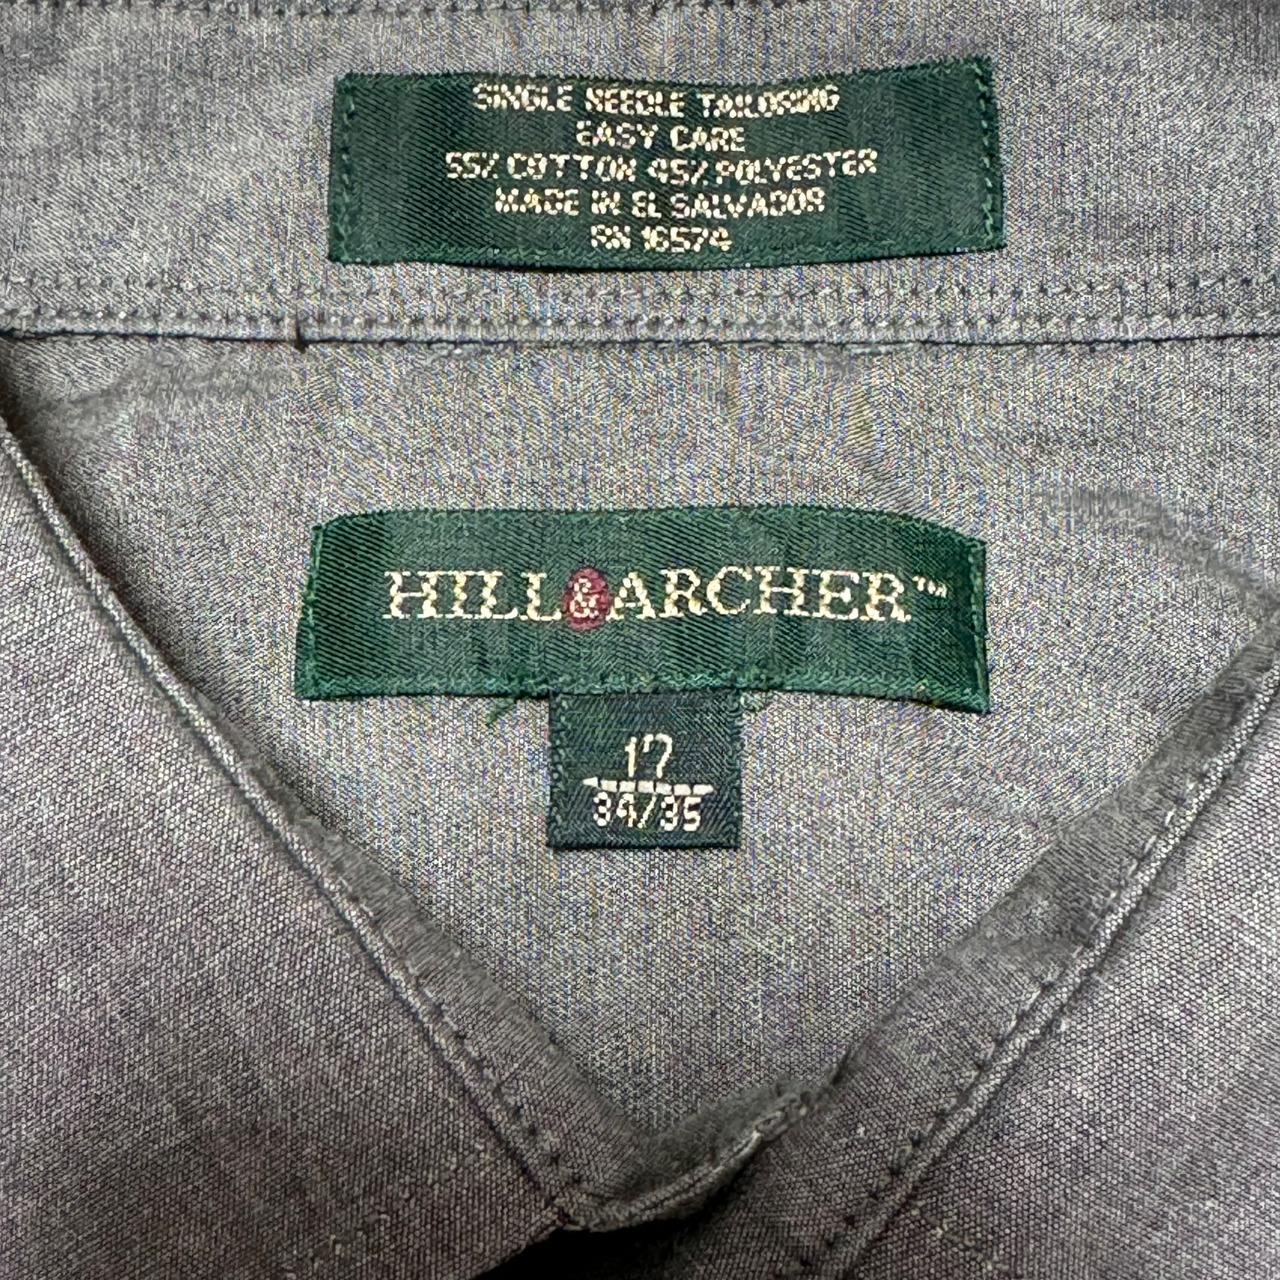 SINGLE NEEDLE TAILORING
EASY CARE
55% COTTON 45% POLYESTER
MADE IN EL SALVADOR
RN 16574
HILL&ARCHER™
17
34/35